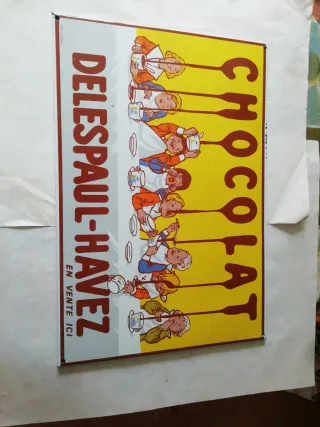 CHOCOLAT
DELESPAUL-HAVEZ
EN VENTE ICI